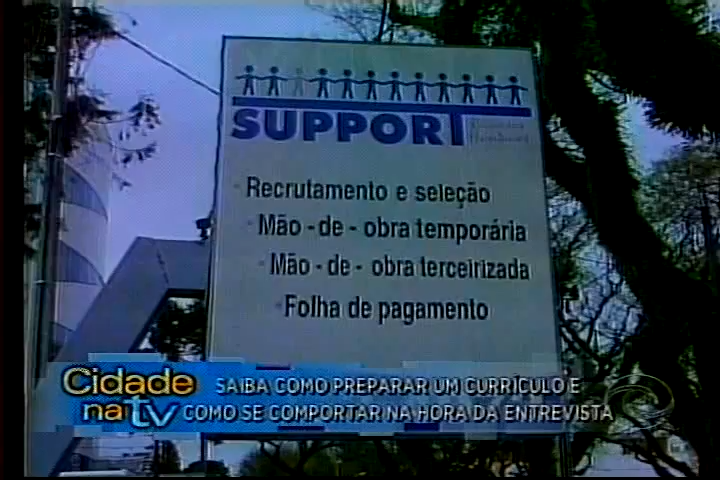 SUPPORT
Recrutamento e seleção
Mão - de - obra temporária
Mão - de - obra terceirizada
Folha de pagamento
Cidade
na tv
SAIBA COMO PREPARAR UM CURRÍCULO E
COMO SE COMPORTAR NA HORA DA ENTREVISTA